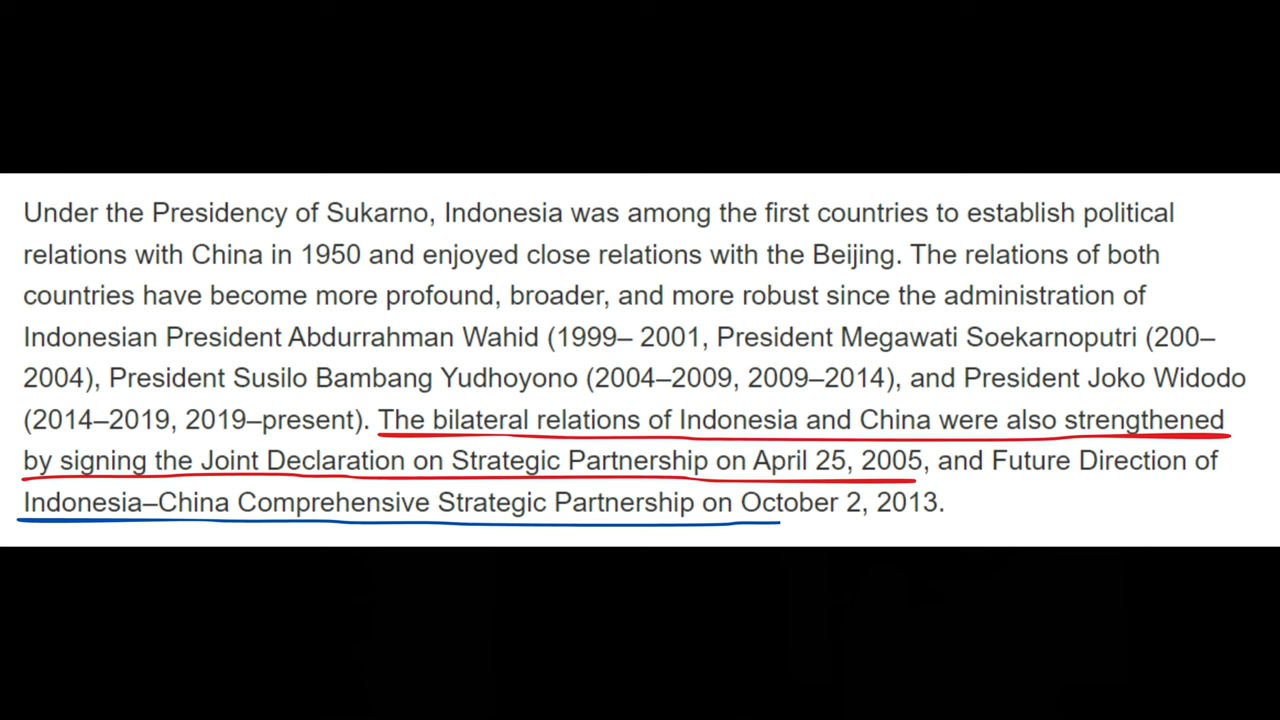 Under the Presidency of Sukarno, Indonesia was among the first countries to establish political
relations with China in 1950 and enjoyed close relations with the Beijing. The relations of both
countries have become more profound, broader, and more robust since the administration of
Indonesian President Abdurrahman Wahid (1999– 2001, President Megawati Soekarnoputri (200–
2004), President Susilo Bambang Yudhoyono (2004–2009, 2009–2014), and President Joko Widodo
(2014–2019, 2019–present). The bilateral relations of Indonesia and China were also strengthened
by signing the Joint Declaration on Strategic Partnership on April 25, 2005, and Future Direction of
Indonesia–China Comprehensive Strategic Partnership on October 2, 2013.